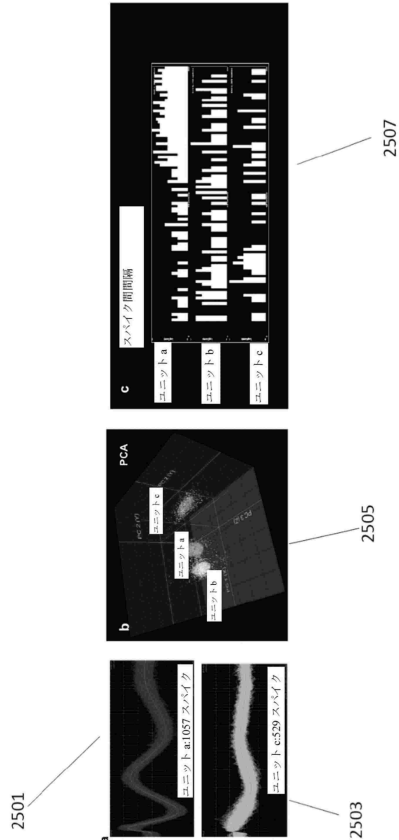 2501
a
ユニット a:1057 スパイク
ユニット c:529 スパイク
2503
b
PCA
ユニット c
ユニット a
ユニット b
2505
c
スパイク間間隔
ユニット a
ユニット b
ユニット c
2507